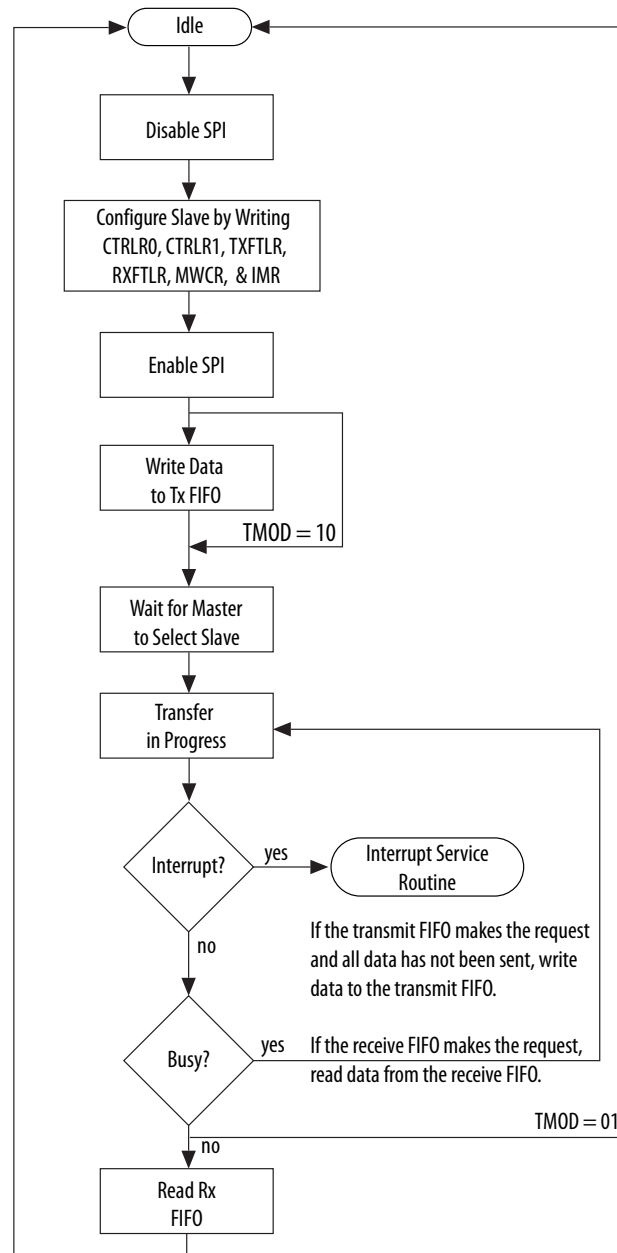 Idle
Disable SPI
Configure Slave by Writing
CTRLR0, CTRLR1, TXFTLR,
RXFTLR, MWCR, & IMR
Enable SPI
Write Data
to Tx FIFO
TMOD = 10
Wait for Master
to Select Slave
Transfer
in Progress
Interrupt?
yes
Interrupt Service
Routine
no
If the transmit FIFO makes the request
and all data has not been sent, write
data to the transmit FIFO.
Busy?
yes
If the receive FIFO makes the request,
read data from the receive FIFO.
TMOD = 01
no
Read Rx
FIFO